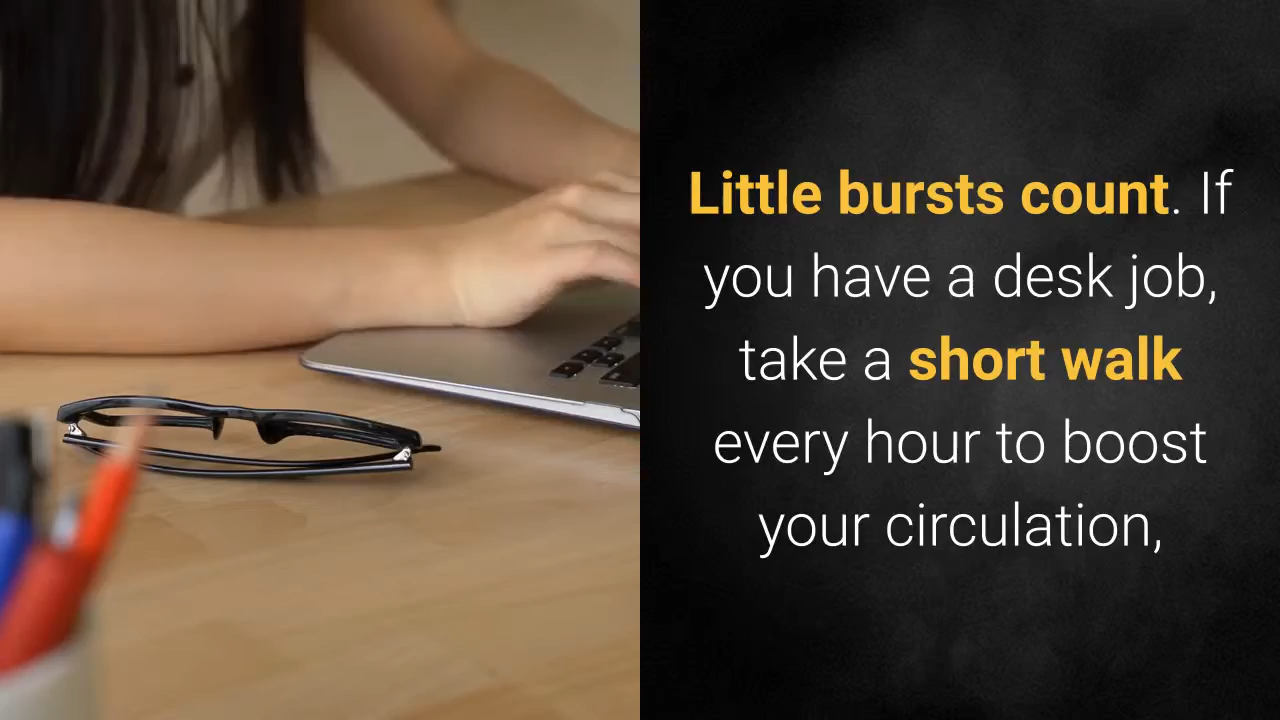 Little bursts count. If
you have a desk job,
take a short walk
every hour to boost
your circulation,